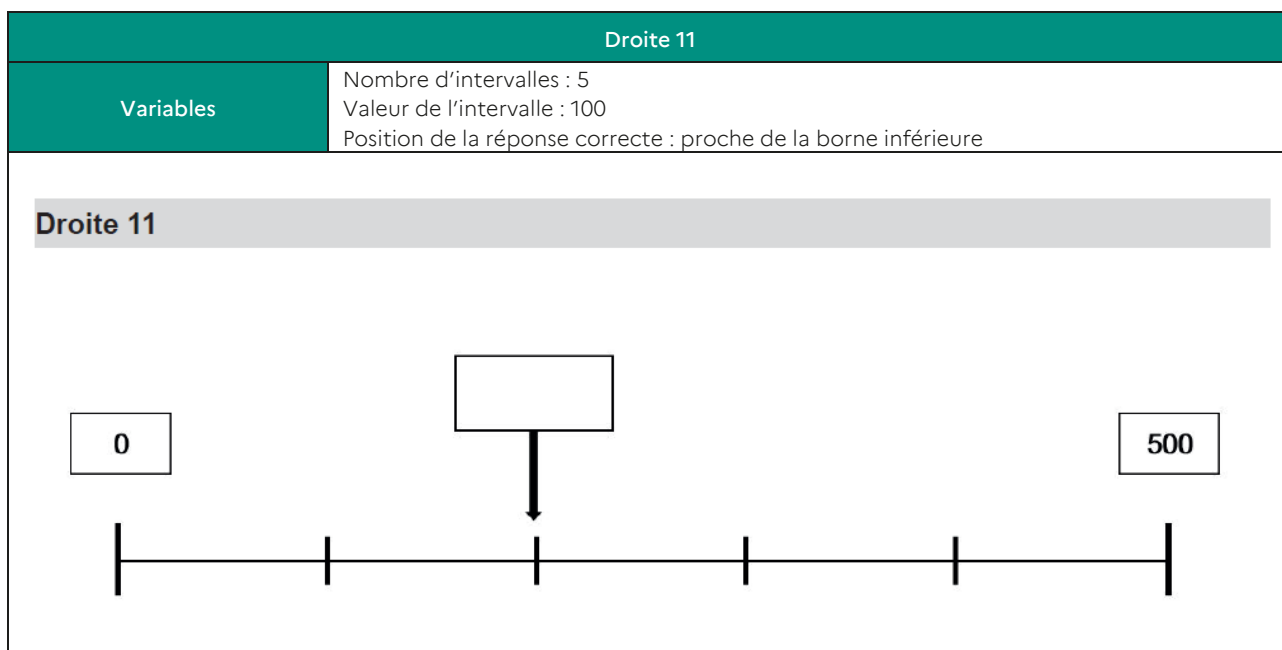 Droite 11
Variables
Nombre d’intervalles : 5
Valeur de l’intervalle : 100
Position de la réponse correcte : proche de la borne inférieure
Droite 11
0
500